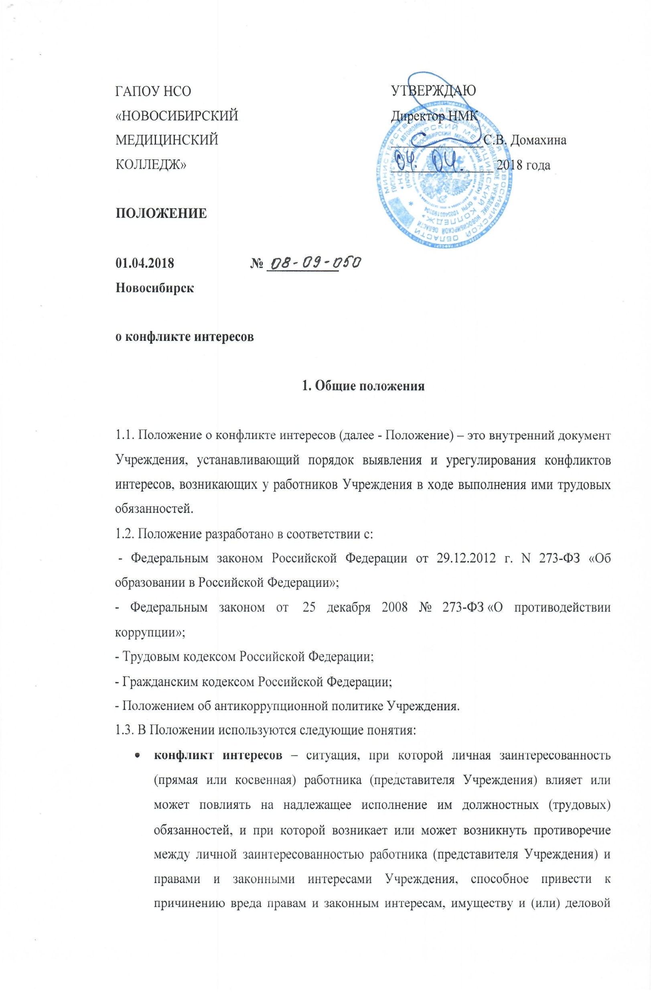 ГАПОУ НСО
«НОВОСИБИРСКИЙ
МЕДИЦИНСКИЙ
КОЛЛЕДЖ»
УТВЕРЖДАЮ
Директор НМК
С.В. Домахина
04. 04. 2018 года
МИНИСТЕРСТВО ЗДРАВООХРАНЕНИЯ НОВОСИБИРСКОЙ ОБЛАСТИ
«НОВОСИБИРСКИЙ МЕДИЦИНСКИЙ КОЛЛЕДЖ»
ПОЛОЖЕНИЕ
01.04.2018 № 08-09-050
Новосибирск
о конфликте интересов
1. Общие положения
1.1. Положение о конфликте интересов (далее - Положение) – это внутренний документ
Учреждения, устанавливающий порядок выявления и урегулирования конфликтов
интересов, возникающих у работников Учреждения в ходе выполнения ими трудовых
обязанностей.
1.2. Положение разработано в соответствии с:
- Федеральным законом Российской Федерации от 29.12.2012 г. N 273-ФЗ «Об
образовании в Российской Федерации»;
- Федеральным законом от 25 декабря 2008 № 273-ФЗ «О противодействии
коррупции»;
- Трудовым кодексом Российской Федерации;
- Гражданским кодексом Российской Федерации;
- Положением об антикоррупционной политике Учреждения.
1.3. В Положении используются следующие понятия:
• конфликт интересов – ситуация, при которой личная заинтересованность
(прямая или косвенная) работника (представителя Учреждения) влияет или
может повлиять на надлежащее исполнение им должностных (трудовых)
обязанностей, и при которой возникает или может возникнуть противоречие
между личной заинтересованностью работника (представителя Учреждения) и
правами и законными интересами Учреждения, способное привести к
причинению вреда правам и законным интересам, имуществу и (или) деловой